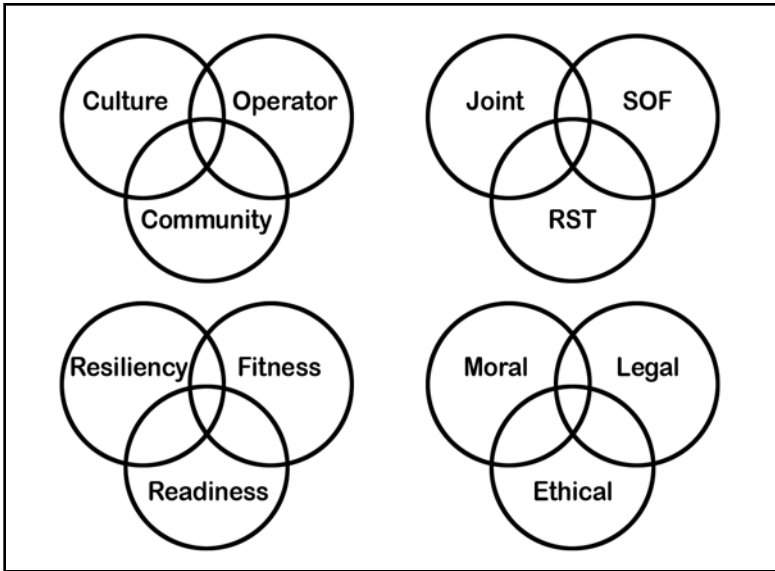 Culture
Operator
Community
Joint
SOF
RST
Resiliency
Fitness
Readiness
Moral
Legal
Ethical